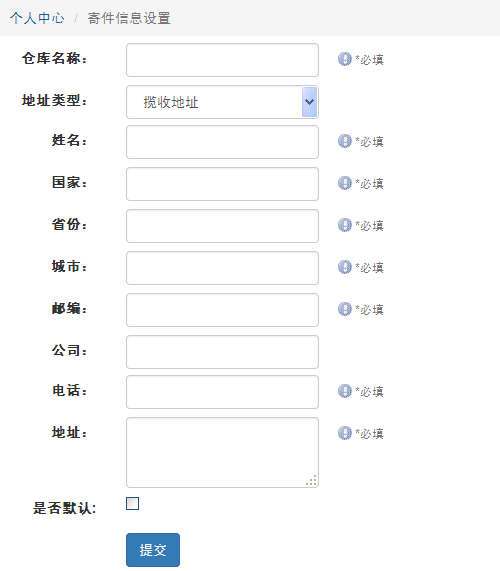 个人中心 / 寄件信息设置
仓库名称： *必填
地址类型： 揽收地址
姓名： *必填
国家： *必填
省份： *必填
城市： *必填
邮编： *必填
公司：
电话： *必填
地址： *必填
是否默认:
提交